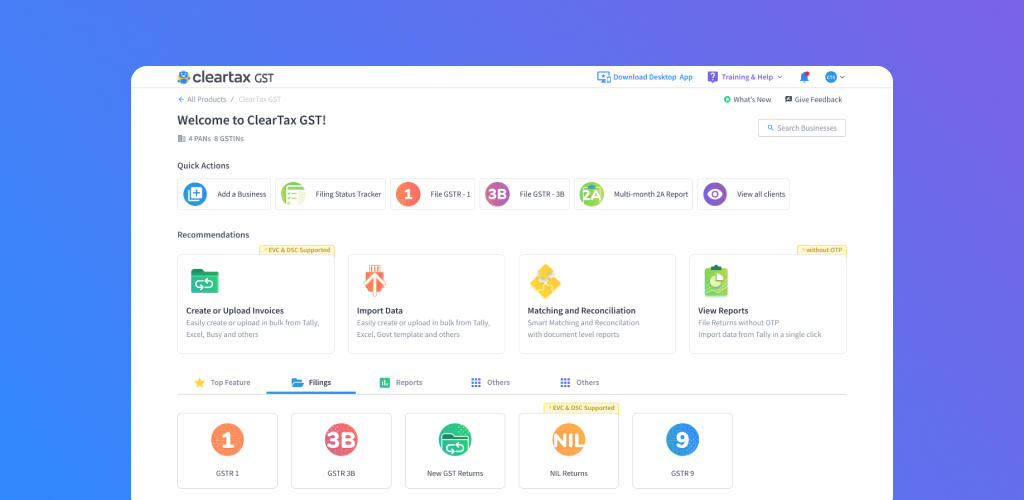 cleartax GST
Download Desktop App
Training & Help
CTX
← All Products / ClearTax GST
What's New
Give Feedback
Welcome to ClearTax GST!
4 PANs 8 GSTINs
Search Businesses
Quick Actions
Add a Business
Filing Status Tracker
1
File GSTR - 1
3B
File GSTR - 3B
2A
Multi-month 2A Report
View all clients
Recommendations
EVC & DSC Supported
without OTP
Create or Upload Invoices
Easily create or upload in bulk from Tally,
Excel, Busy and others
Import Data
Easily create or upload in bulk from Tally,
Excel, Govt template and others
Matching and Reconciliation
Smart Matching and Reconcilation
with document level reports
View Reports
File Returns without OTP
Import data from Tally in a single click
Top Feature
Filings
Reports
Others
Others
EVC & DSC Supported
1
GSTR 1
3B
GSTR 3B
New GST Returns
NIL
NIL Returns
9
GSTR 9